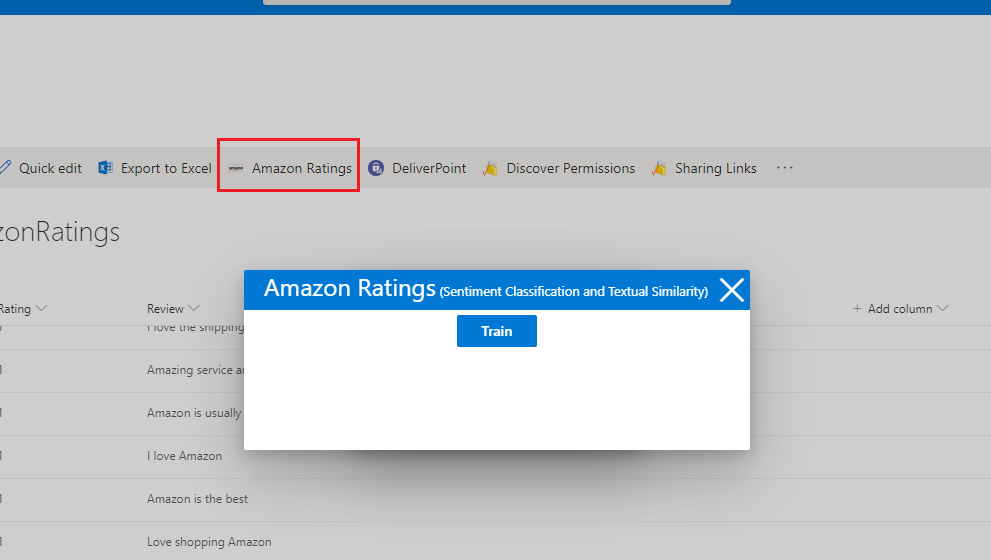 Quick edit Export to Excel Amazon Ratings DeliverPoint Discover Permissions Sharing Links ···
zonRatings
Amazon Ratings (Sentiment Classification and Textual Similarity)
Rating Review + Add column
Train
I love the shipping
Amazing service
Amazon is usually
I love Amazon
Amazon is the best
Love shopping Amazon